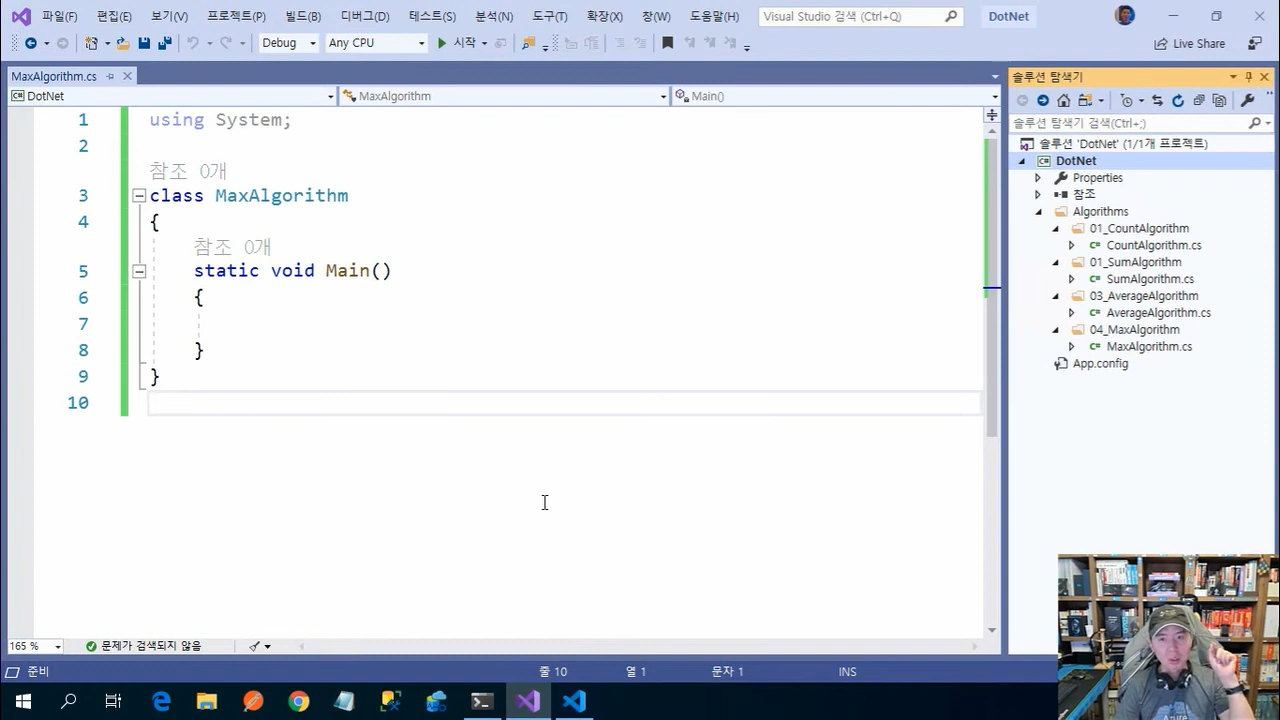 파일(F) 편집(E) 보기(V) 프로젝트(P) 빌드(B) 디버그(D) 테스트(S) 분석(N) 도구(T) 확장(X) 창(W) 도움말(H) Visual Studio 검색 (Ctrl+Q) DotNet
Debug Any CPU 시작 Live Share
MaxAlgorithm.cs
DotNet MaxAlgorithm Main()
1 using System;
2
참조 0개
3 class MaxAlgorithm
4 {
참조 0개
5 static void Main()
6 {
7
8 }
9 }
10
165 % 문제가 검색되지 않음
준비 줄 10 열 1 문자 1 INS
솔루션 탐색기
솔루션 탐색기 검색(Ctrl+;)
솔루션 'DotNet' (1/1개 프로젝트)
DotNet
Properties
참조
Algorithms
01_CountAlgorithm
CountAlgorithm.cs
01_SumAlgorithm
SumAlgorithm.cs
03_AverageAlgorithm
AverageAlgorithm.cs
04_MaxAlgorithm
MaxAlgorithm.cs
App.config
Azure